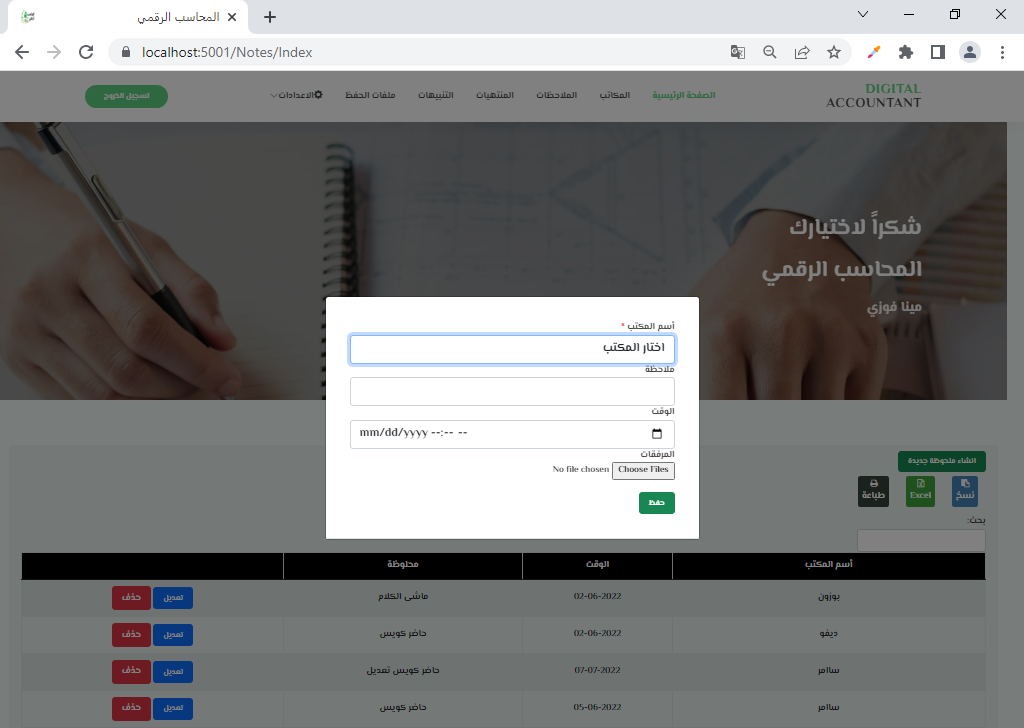 المحاسب الرقمي
localhost:5001/Notes/Index
DIGITAL
ACCOUNTANT
الصفحة الرئيسية
المكاتب
الملاحظات
المنتهيات
التنبيهات
ملفات الحفظ
الاعدادات
تسجيل الخروج
شكراً لاختيارك
المحاسب الرقمي
مينا فوزي
أسم المكتب *
اختار المكتب
ملاحظة
الوقت
mm/dd/yyyy --:-- --
المرفقات
Choose Files No file chosen
حفظ
انشاء ملحوظة جديدة
نسخ
Excel
طباعة
بحث:
أسم المكتب الوقت محلوظة
بوزون 02-06-2022 ماشى الكلام تعديل حذف
ديفو 02-06-2022 حاضر كويس تعديل حذف
ساامر 07-07-2022 حاضر كويس تعديل تعديل حذف
ساامر 05-06-2022 حاضر كويس تعديل حذف